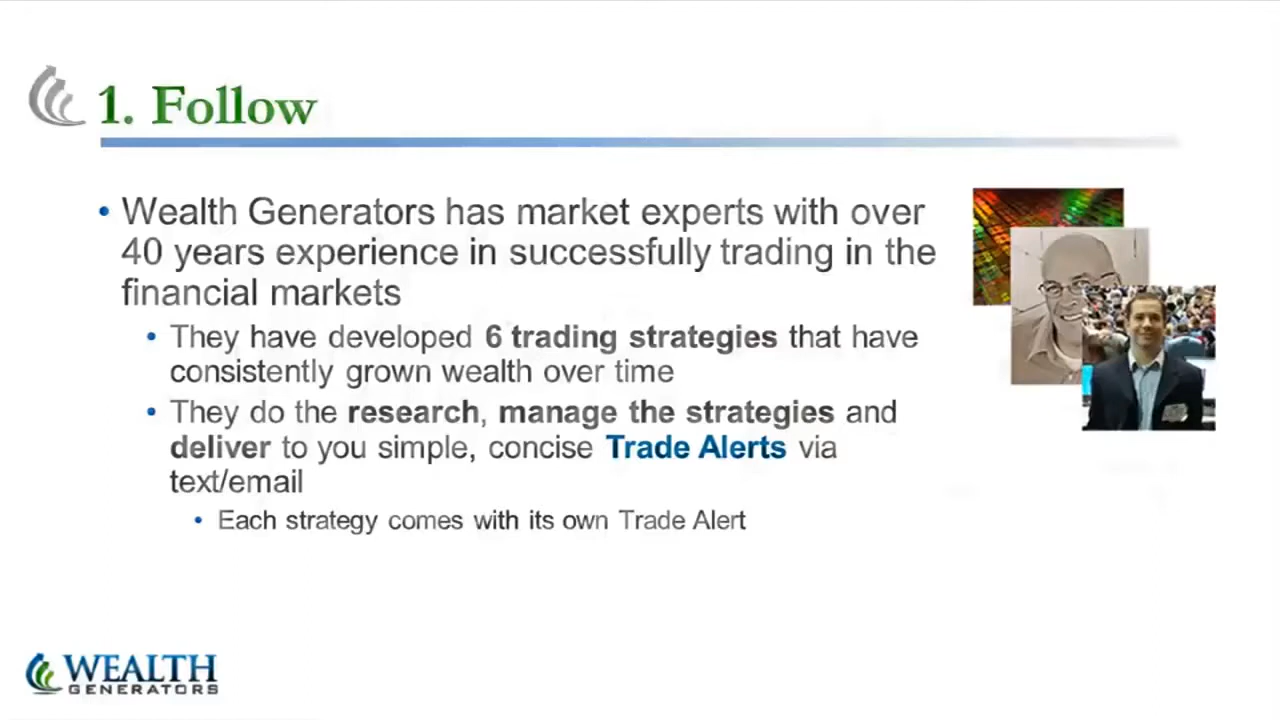 1. Follow
• Wealth Generators has market experts with over
40 years experience in successfully trading in the
financial markets
• They have developed 6 trading strategies that have
consistently grown wealth over time
• They do the research, manage the strategies and
deliver to you simple, concise Trade Alerts via
text/email
• Each strategy comes with its own Trade Alert
WEALTH
GENERATORS